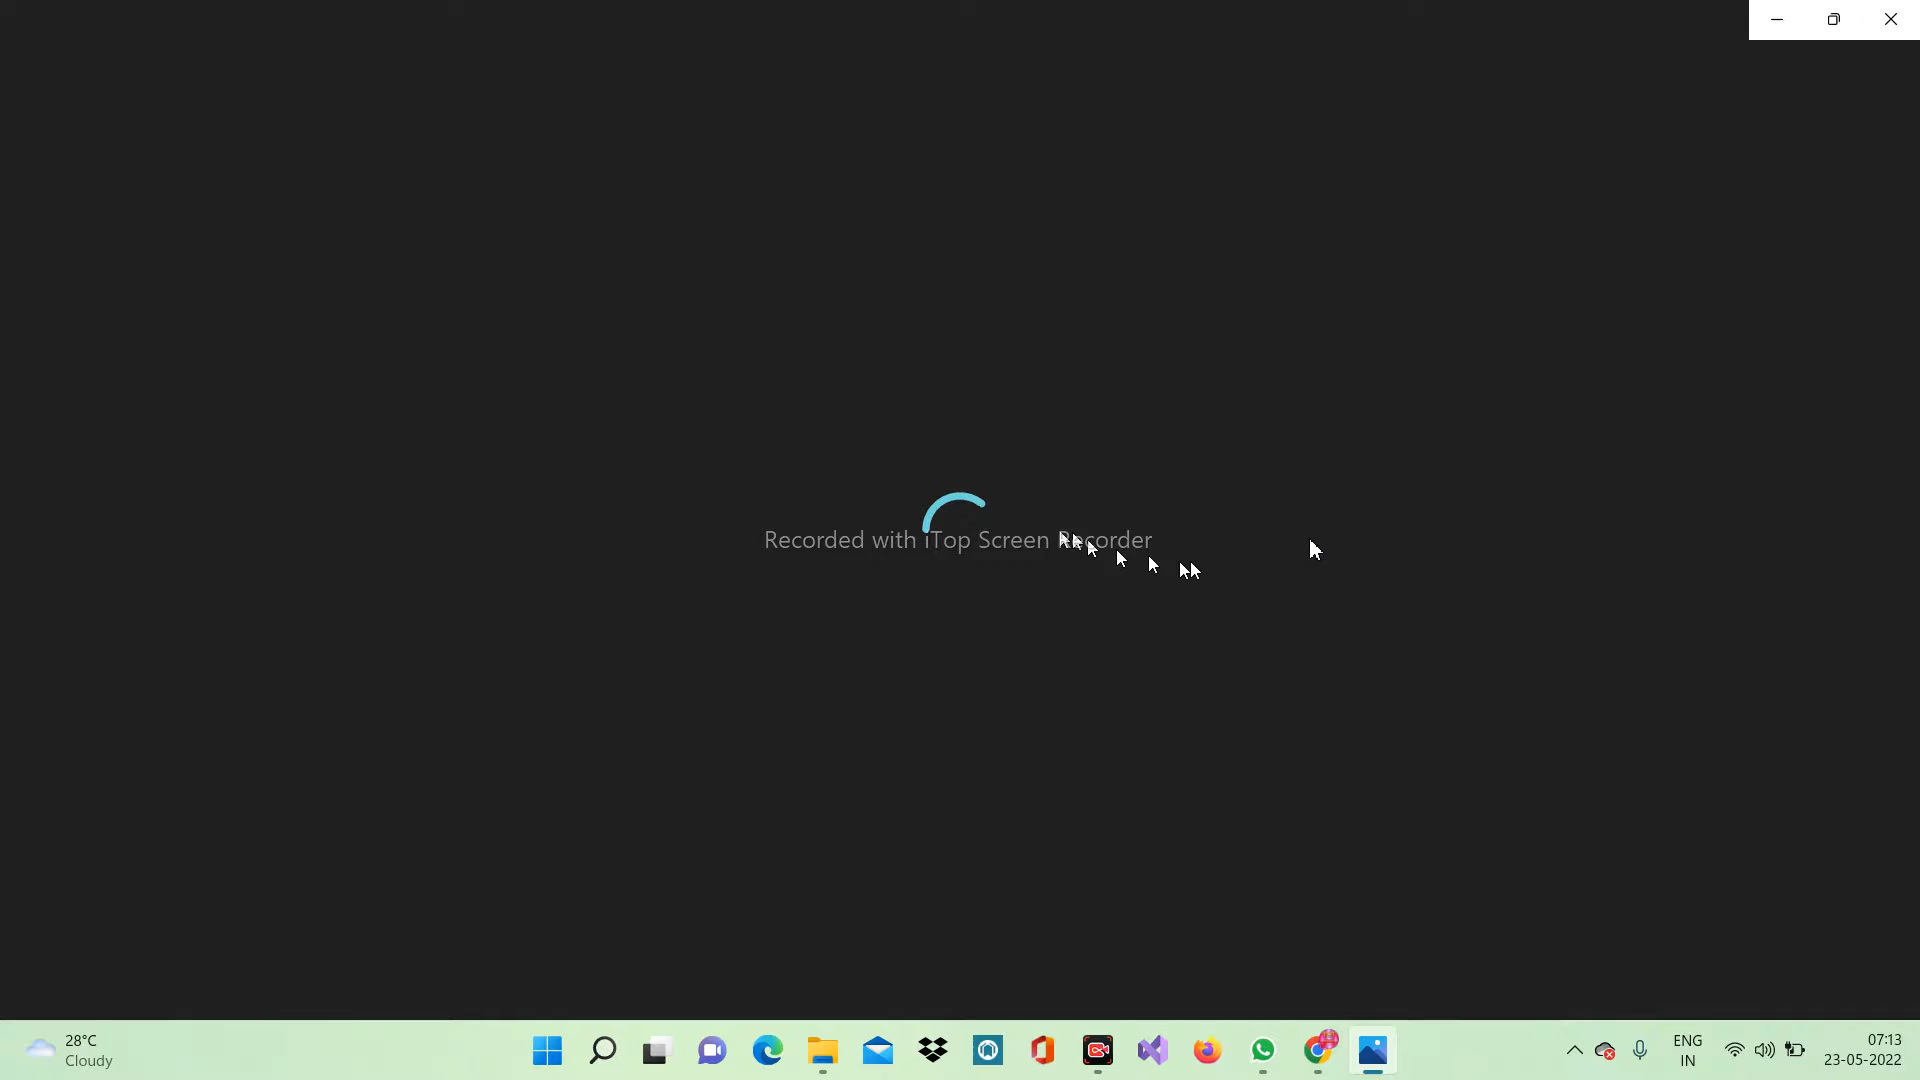 Recorded with iTop Screen Recorder
28°C
Cloudy
ENG
IN
07:13
23-05-2022